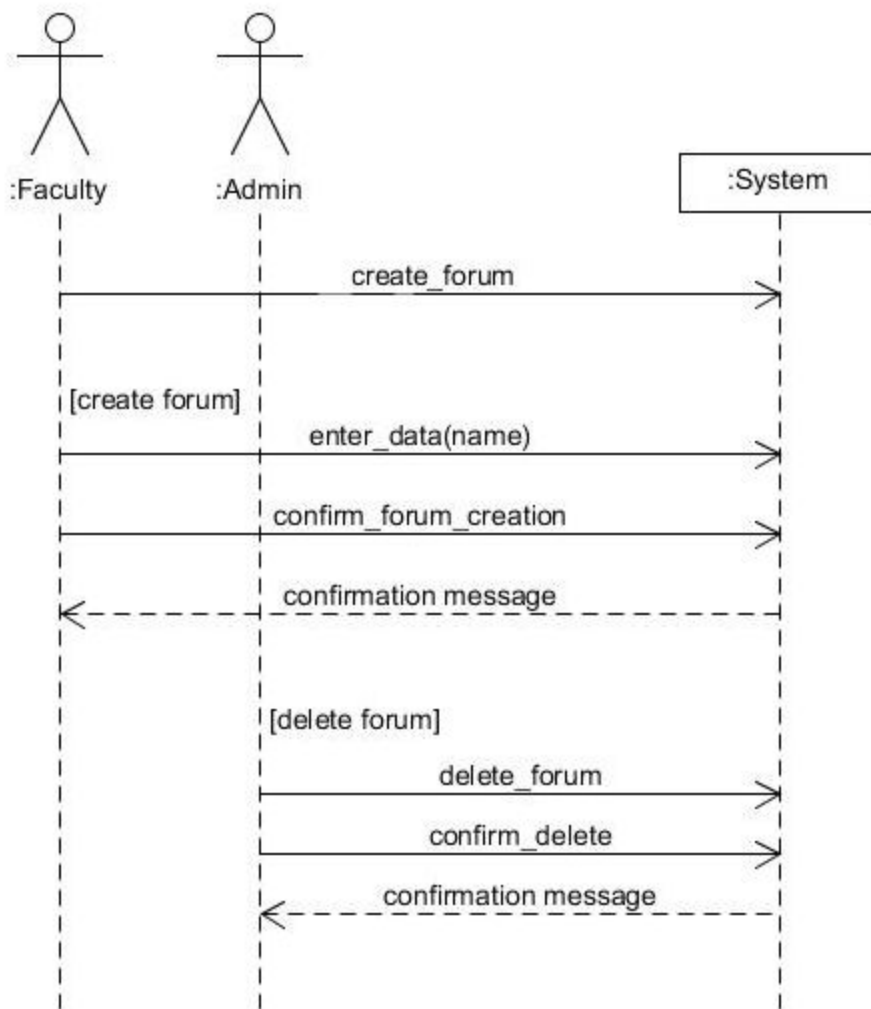 :Faculty
:Admin
:System
create_forum
[create forum]
enter_data(name)
confirm_forum_creation
confirmation message
[delete forum]
delete_forum
confirm_delete
confirmation message